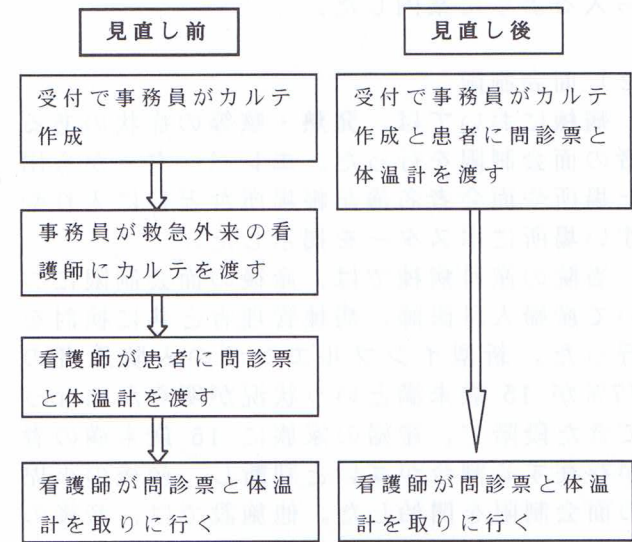 見直し前
受付で事務員がカルテ
作成
事務員が救急外来の看
護師にカルテを渡す
看護師が患者に問診票
と体温計を渡す
看護師が問診票と体温
計を取りに行く
見直し後
受付で事務員がカルテ
作成と患者に問診票と
体温計を渡す
看護師が問診票と体温
計を取りに行く